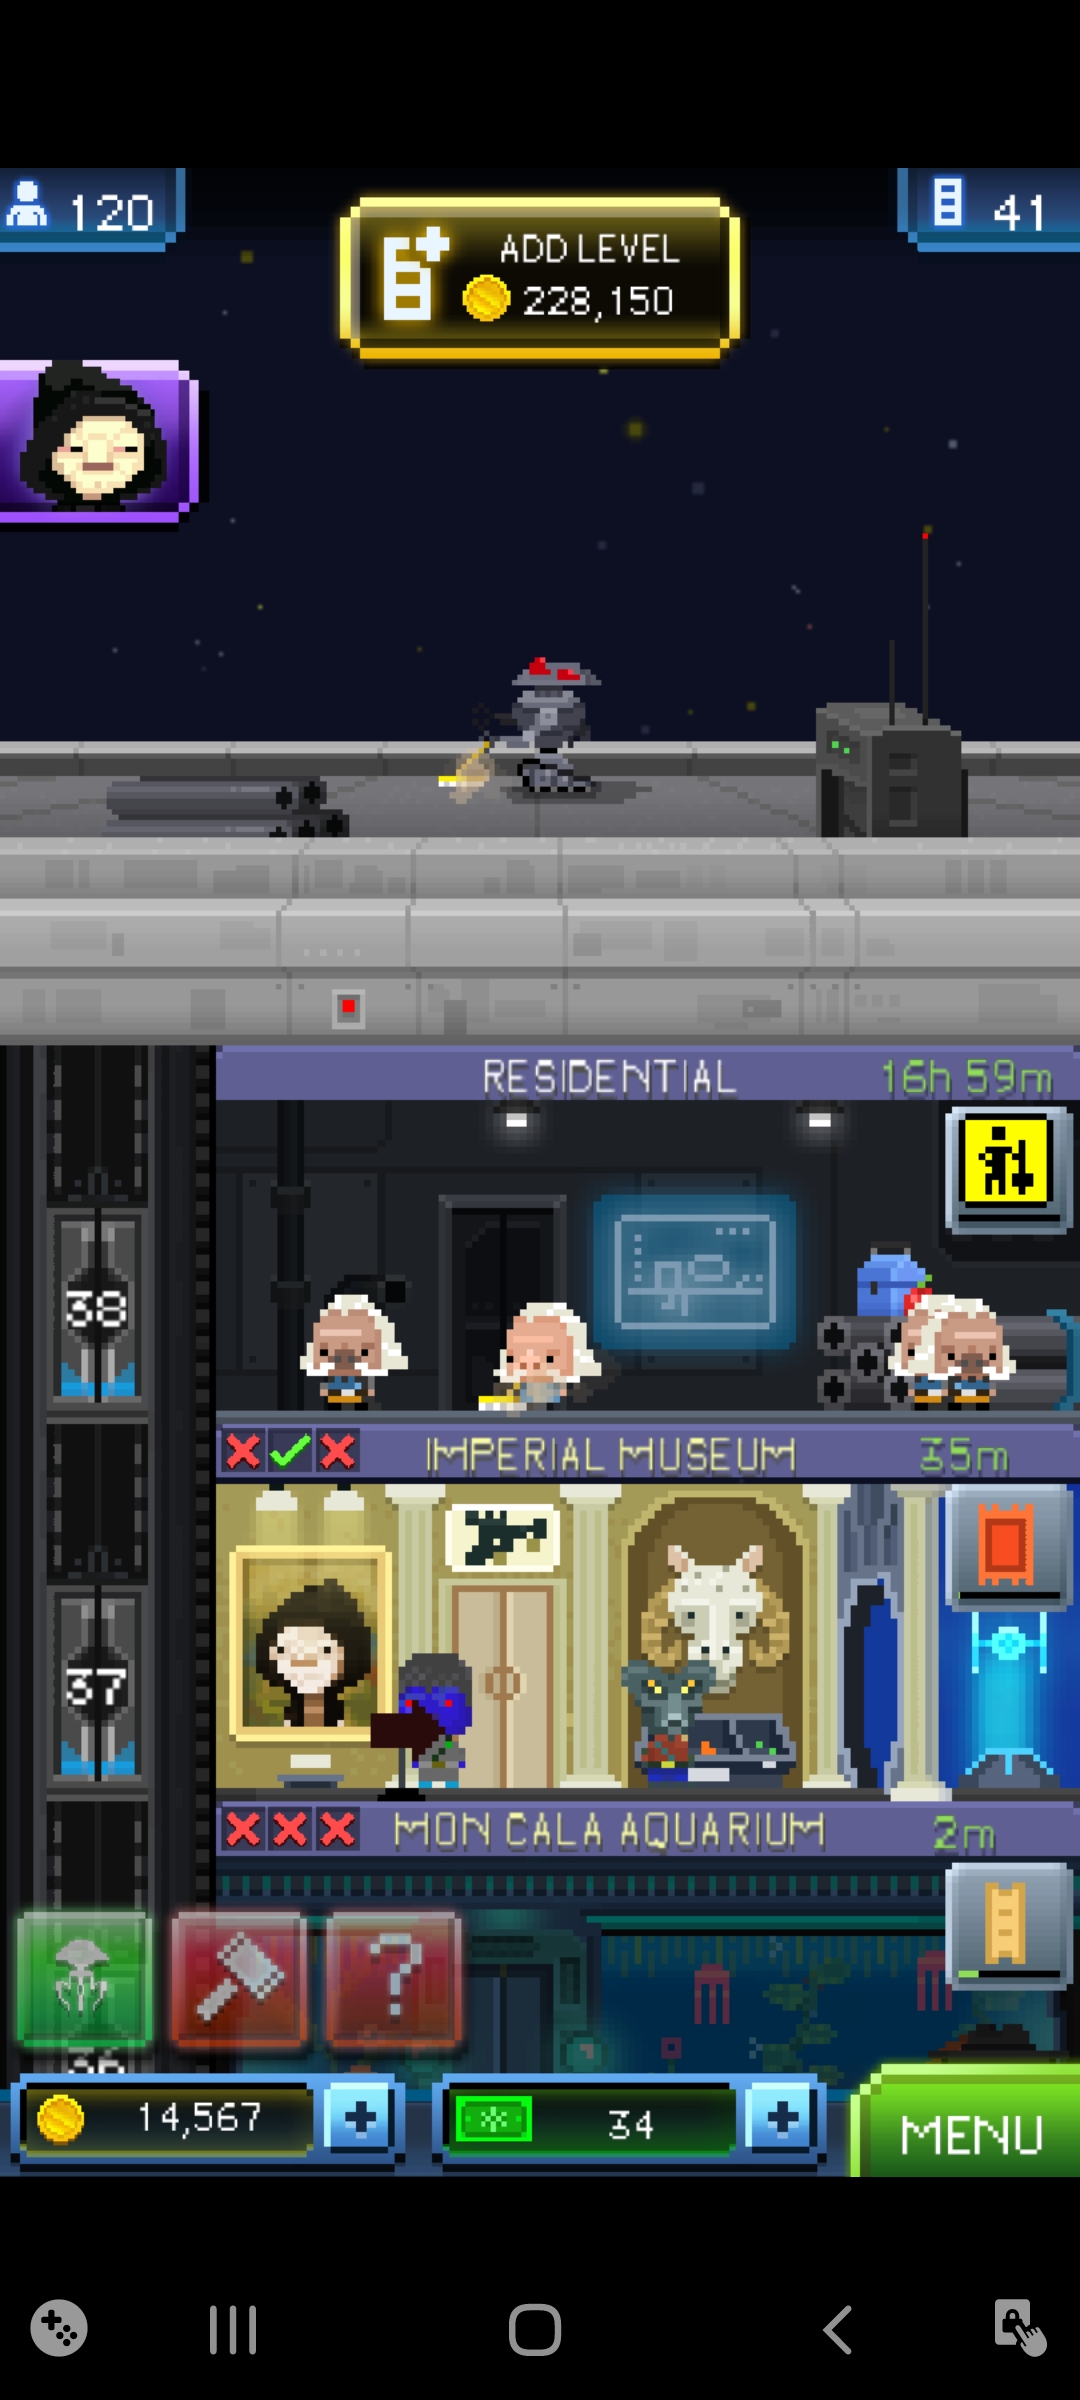 120
ADD LEVEL
228,150
41
RESIDENTIAL
16h 59m
38
IMPERIAL MUSEUM
35m
37
MON CALA AQUARIUM
2m
?
14,567
34
MENU